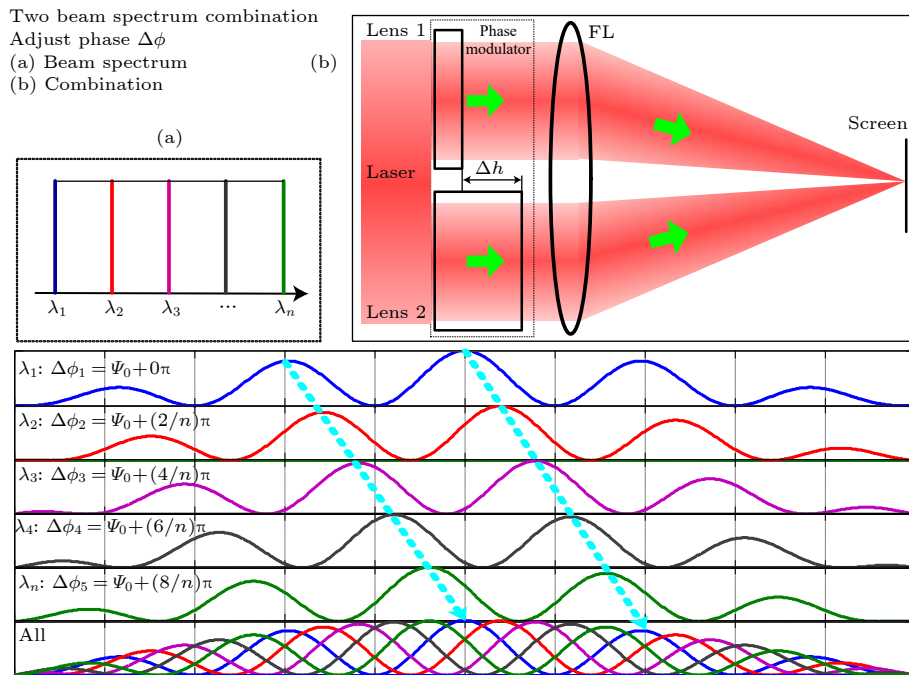 Two beam spectrum combination
Adjust phase Δϕ
(a) Beam spectrum
(b) Combination
(a)
λ₁ λ₂ λ₃ ... λₙ
(b)
Lens 1
Phase
modulator
FL
Screen
Laser
Δh
Lens 2
λ₁: Δϕ₁ = Ψ₀+0π
λ₂: Δϕ₂ = Ψ₀+(2/n)π
λ₃: Δϕ₃ = Ψ₀+(4/n)π
λ₄: Δϕ₄ = Ψ₀+(6/n)π
λₙ: Δϕ₅ = Ψ₀+(8/n)π
All